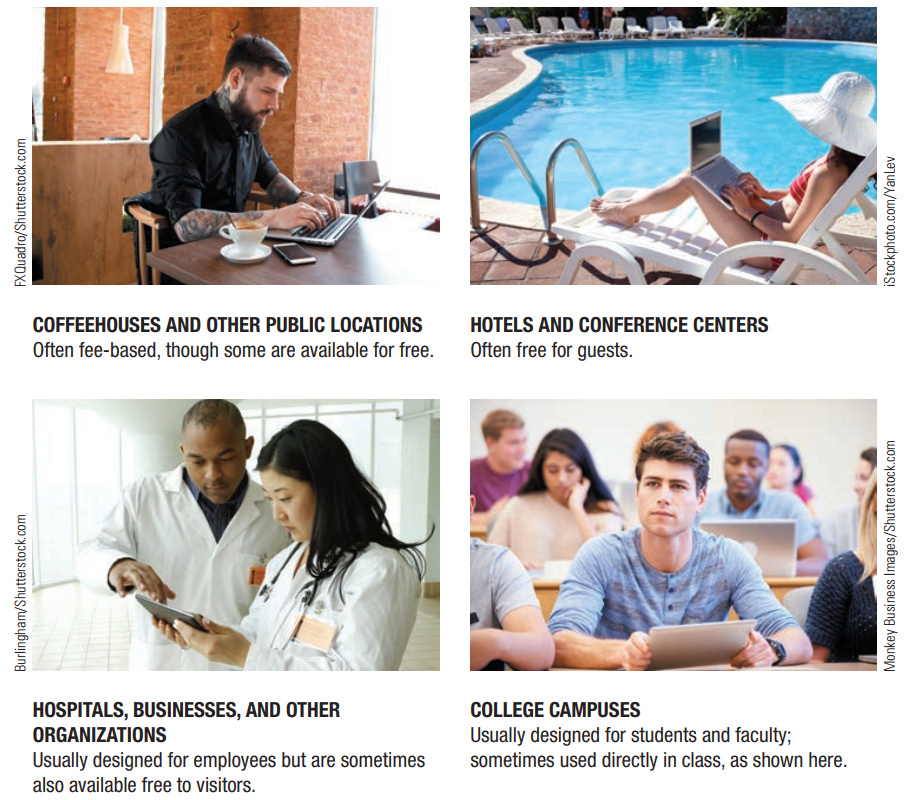 FXQuadro/Shutterstock.com
iStockphoto.com/YanLev
COFFEEHOUSES AND OTHER PUBLIC LOCATIONS
Often fee-based, though some are available for free.
HOTELS AND CONFERENCE CENTERS
Often free for guests.
Burlingham/Shutterstock.com
Monkey Business Images/Shutterstock.com
HOSPITALS, BUSINESSES, AND OTHER
ORGANIZATIONS
Usually designed for employees but are sometimes
also available free to visitors.
COLLEGE CAMPUSES
Usually designed for students and faculty;
sometimes used directly in class, as shown here.